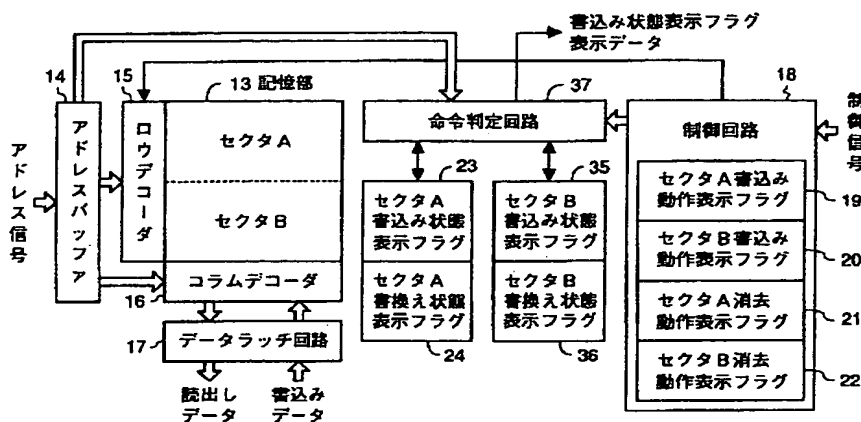 書込み状態表示フラグ
表示データ
14
15
13 記憶部
37
18
制御信号
アドレス信号
アドレスバッファ
ロウデコーダ
セクタA
セクタB
命令判定回路
制御回路
23
35
セクタA
書込み状態
表示フラグ
セクタB
書込み状態
表示フラグ
セクタA書込み
動作表示フラグ
19
セクタB書込み
動作表示フラグ
20
コラムデコーダ
16
セクタA
書換え状態
表示フラグ
セクタB
書換え状態
表示フラグ
セクタA消去
動作表示フラグ
21
17
データラッチ回路
24
36
セクタB消去
動作表示フラグ
22
読出し
データ
書込み
データ